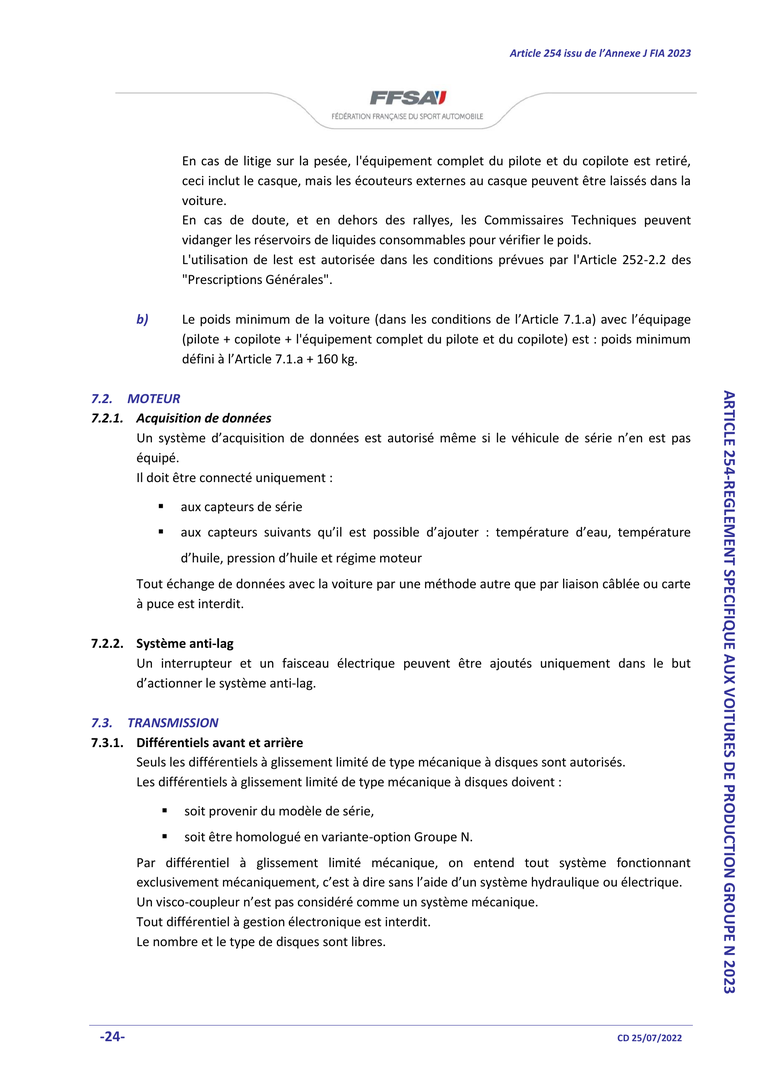 Article 254 issu de l’Annexe J FIA 2023
FFSA
FÉDÉRATION FRANÇAISE DU SPORT AUTOMOBILE
En cas de litige sur la pesée, l'équipement complet du pilote et du copilote est retiré,
ceci inclut le casque, mais les écouteurs externes au casque peuvent être laissés dans la
voiture.
En cas de doute, et en dehors des rallyes, les Commissaires Techniques peuvent
vidanger les réservoirs de liquides consommables pour vérifier le poids.
L'utilisation de lest est autorisée dans les conditions prévues par l'Article 252-2.2 des
"Prescriptions Générales".
b) Le poids minimum de la voiture (dans les conditions de l’Article 7.1.a) avec l’équipage
(pilote + copilote + l'équipement complet du pilote et du copilote) est : poids minimum
défini à l’Article 7.1.a + 160 kg.
7.2. MOTEUR
7.2.1. Acquisition de données
Un système d’acquisition de données est autorisé même si le véhicule de série n’en est pas
équipé.
Il doit être connecté uniquement :
▪ aux capteurs de série
▪ aux capteurs suivants qu’il est possible d’ajouter : température d’eau, température
d’huile, pression d’huile et régime moteur
Tout échange de données avec la voiture par une méthode autre que par liaison câblée ou carte
à puce est interdit.
7.2.2. Système anti-lag
Un interrupteur et un faisceau électrique peuvent être ajoutés uniquement dans le but
d’actionner le système anti-lag.
7.3. TRANSMISSION
7.3.1. Différentiels avant et arrière
Seuls les différentiels à glissement limité de type mécanique à disques sont autorisés.
Les différentiels à glissement limité de type mécanique à disques doivent :
▪ soit provenir du modèle de série,
▪ soit être homologué en variante-option Groupe N.
Par différentiel à glissement limité mécanique, on entend tout système fonctionnant
exclusivement mécaniquement, c’est à dire sans l’aide d’un système hydraulique ou électrique.
Un visco-coupleur n’est pas considéré comme un système mécanique.
Tout différentiel à gestion électronique est interdit.
Le nombre et le type de disques sont libres.
ARTICLE 254-REGLEMENT SPECIFIQUE AUX VOITURES DE PRODUCTION GROUPE N 2023
-24-
CD 25/07/2022